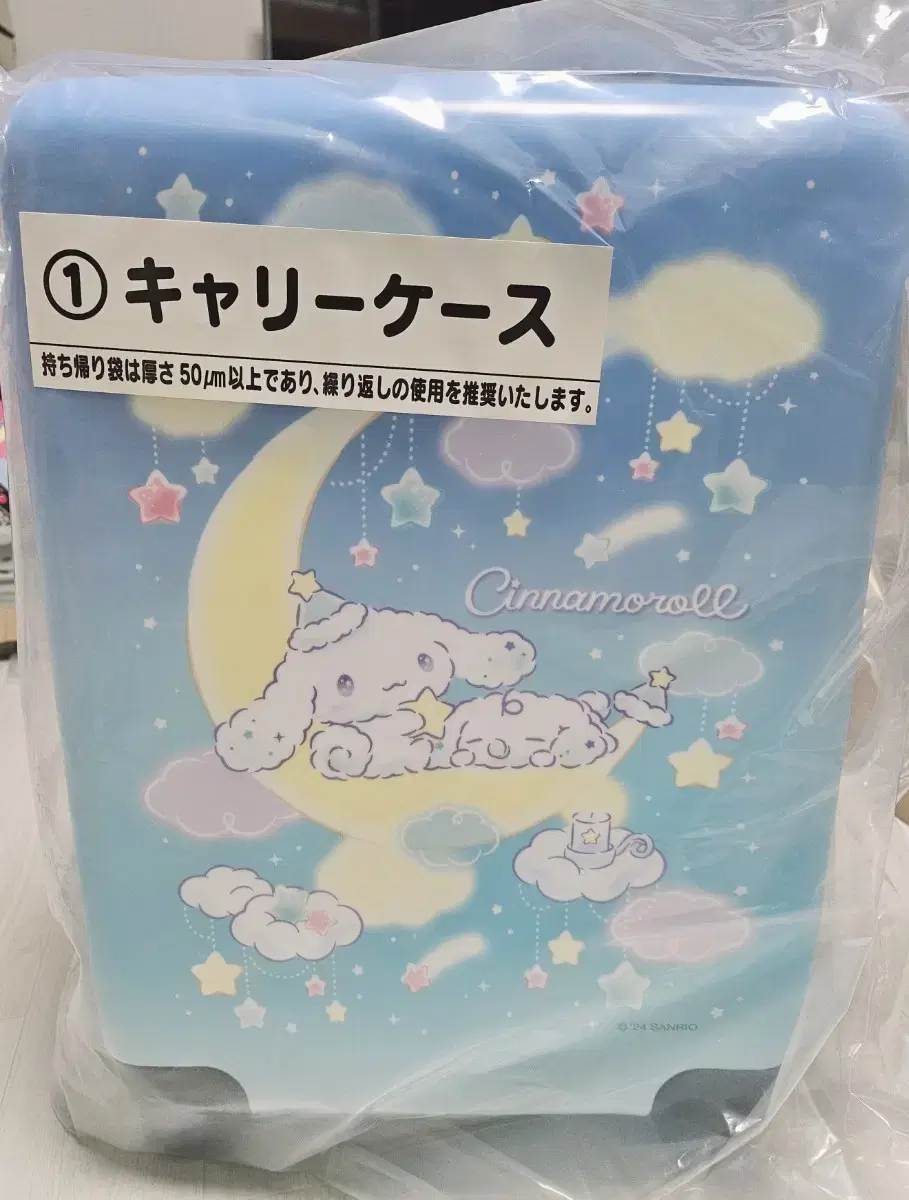 ① キャリーケース
持ち帰り袋は厚さ50μm以上であり、繰り返しの使用を推奨いたします。
Cinnamoroll
© '24 SANRIO